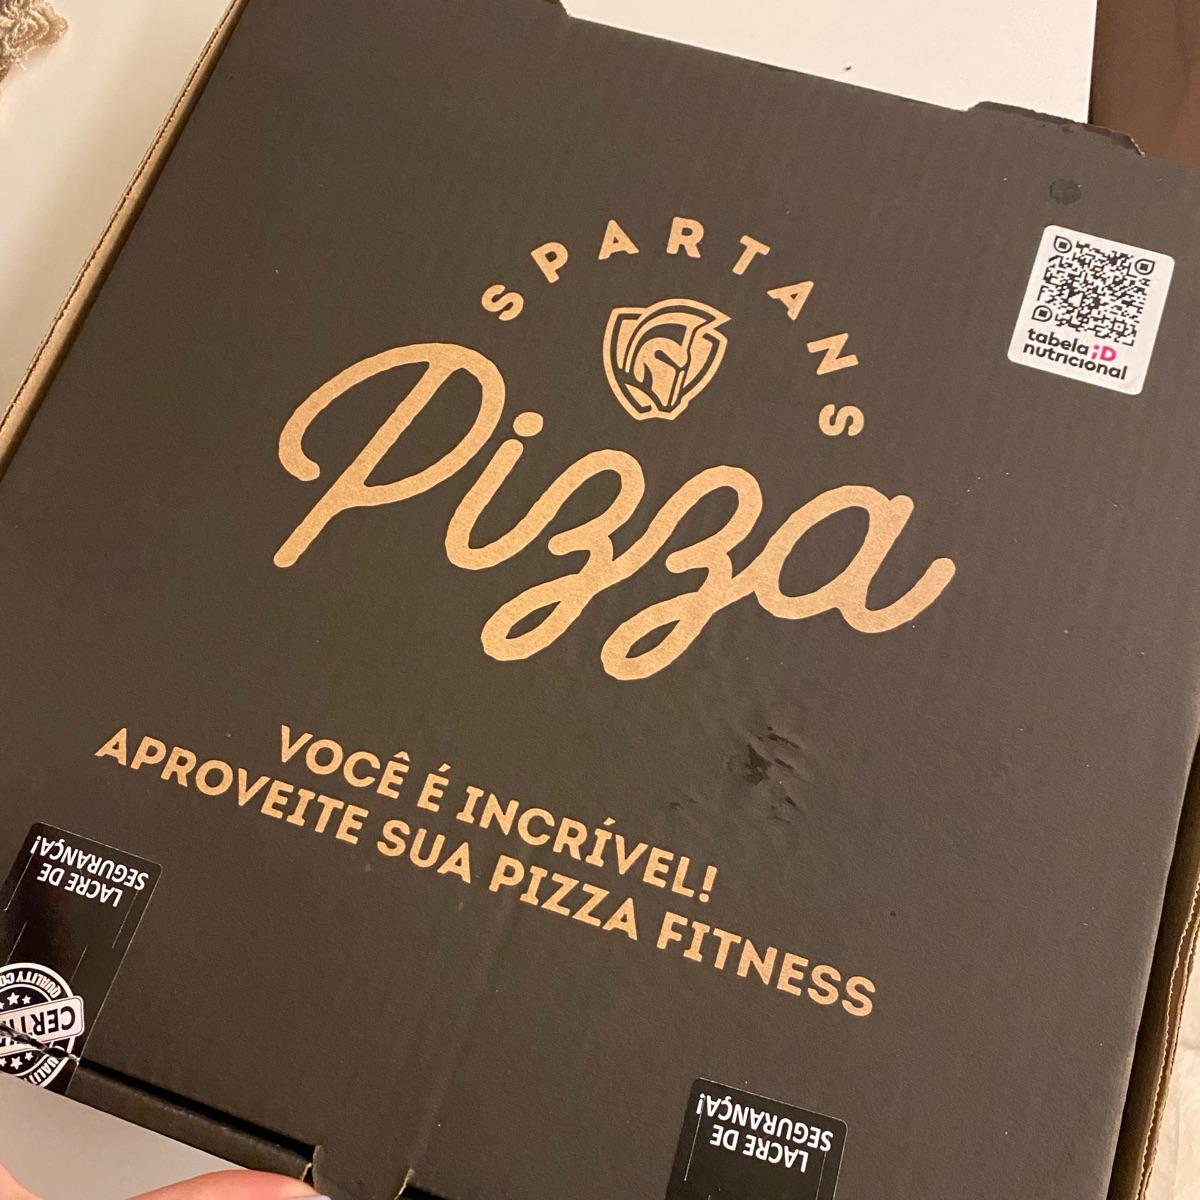 SPARTANS
Pizza
tabela ;D
nutricional
VOCÊ É INCRÍVEL!
APROVEITE SUA PIZZA FITNESS
LACRE DE
SEGURANÇA!
LACRE DE
SEGURANÇA!